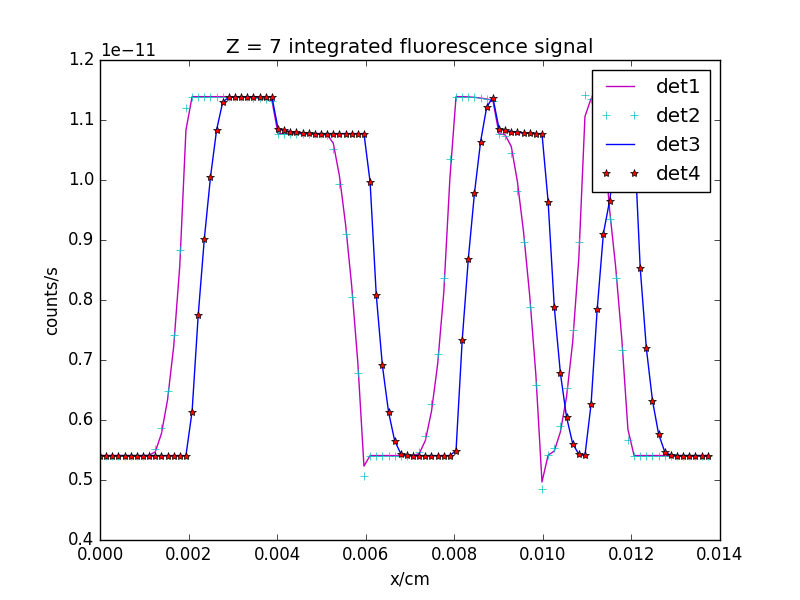 Z = 7 integrated fluorescence signal
1e−11
1.2
1.1
1.0
0.9
0.8
0.7
0.6
0.5
0.4
counts/s
det1
det2
det3
det4
0.000 0.002 0.004 0.006 0.008 0.010 0.012 0.014
x/cm